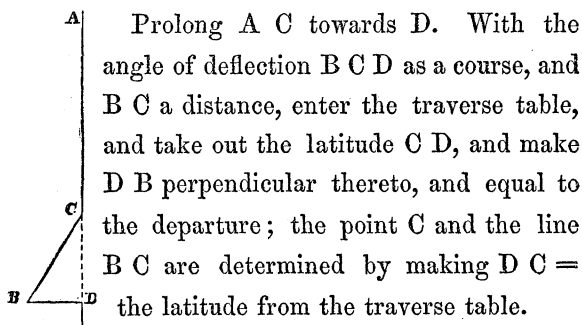 A
Prolong A C towards D. With the
angle of deflection B C D as a course, and
B C a distance, enter the traverse table,
and take out the latitude C D, and make
D B perpendicular thereto, and equal to
C
the departure; the point C and the line
B C are determined by making D C =
B D
the latitude from the traverse table.